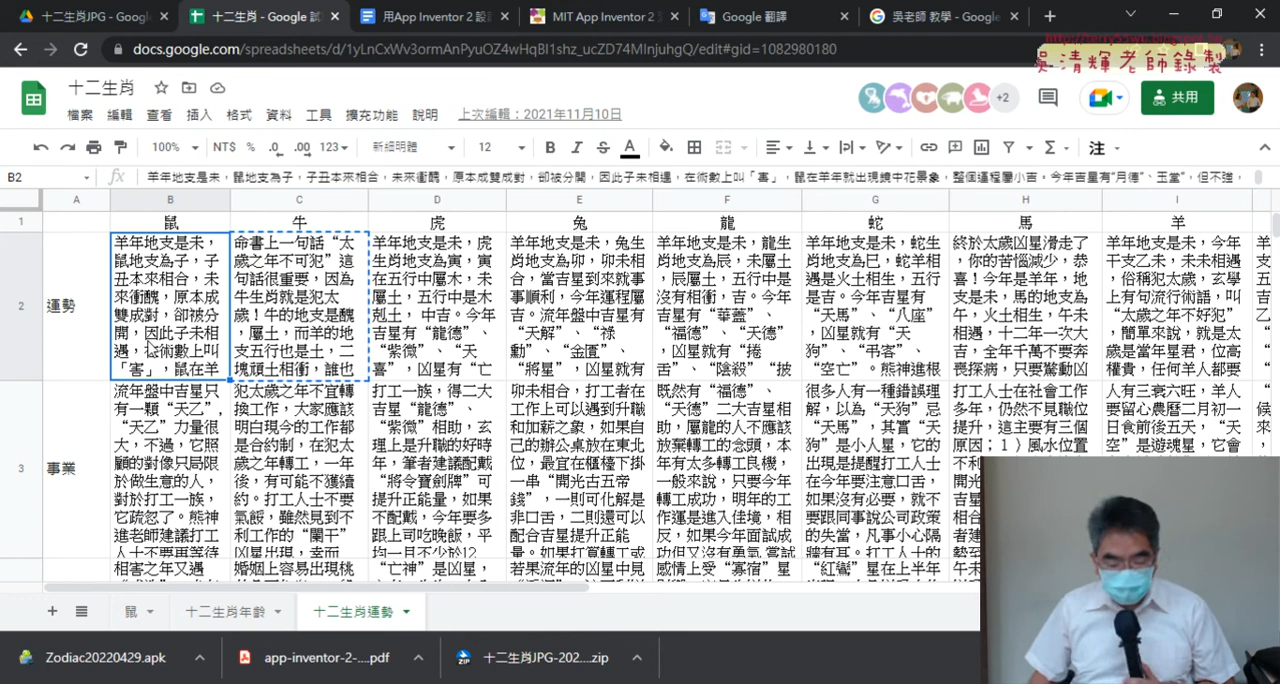 十二生肖JPG - Google
十二生肖 - Google 試
用App Inventor 2 設
MIT App Inventor 2
Google 翻譯
吳老師 教學 - Google
docs.google.com/spreadsheets/d/1yLnCxWv3ormAnPyuOZ4wHqBl1shz_ucZD74MlnjuhgQ/edit#gid=1082980180
吳清輝老師錄製
十二生肖
檔案 編輯 查看 插入 格式 資料 工具 擴充功能 說明 上次編輯：2021年11月10日
+2
共用
100% NT$ % .0 .00 123 新細明體 12 B I S A 注
B2 fx 羊年地支是未，鼠地支為子，子丑本來相合，未來衝醜，原本成雙成對，卻被分開，因此子未相遇，在術數上叫「害」，鼠在羊年就出現鏡中花景象，整個運程屬小吉。今年吉星有“月德”、玉堂”，但不強，
A B C D E F G H I
1 鼠 牛 虎 兔 龍 蛇 馬 羊
2 運勢
羊年地支是未，
鼠地支為子，子
丑本來相合，未
來衝醜，原本成
雙成對，卻被分
開，因此子未相
遇，在術數上叫
「害」，鼠在羊
命書上一句話“太
歲之年不可犯”這
句話很重要，因為
牛生肖就是犯太
歲！牛的地支是醜
，屬土，而羊的地
支五行也是土，二
塊頑土相衝，誰也
羊年地支是未，虎
生肖地支為寅，寅
在五行中屬木，未
屬土，五行中是木
剋土，中吉。今年
吉星有“龍德”、
“紫微”、“天
喜”，凶星有“亡
羊年地支是未，兔生
肖地支為卯，卯未相
合，當吉星到來就事
事順利，今年運程屬
吉。流年盤中吉星有
“天解”、“祿
勳”、“金匱”、
“將星”，凶星就有
羊年地支是未，龍生
肖地支為辰，未屬土
，辰屬土，五行中是
沒有相衝，吉。今年
吉星有“華蓋”、
“福德”、“天德”
，凶星就有“捲
舌”、“陰殺”“披
羊年地支是未，蛇生
肖地支為巳，蛇羊相
遇是火土相生，五行
是吉。今年吉星有
“天馬”、“八座”
，凶星就有“天
狗”、“弔客”、
“空亡”。熊神進根
終於太歲凶星滑走了
，你的苦惱減少，恭
喜！今年是羊年，地
支是未，馬的地支為
午，火土相生，午未
相遇，十二年一次大
吉，全年千萬不要奔
喪探病，只要驚動凶
羊年地支是未，今年
干支乙未，未未相遇
，俗稱犯太歲，玄學
上有句流行術語，叫
“太歲之年不好犯”
，簡單來說，就是太
歲是當年星君，位高
權貴，任何羊人都要
3 事業
流年盤中吉星只
有一顆“天乙”，
“天乙”力量很
大，不過，它照
顧的對像只局限
於做生意的人，
對於打工一族，
它疏忽了。熊神
進老師建議打工
人士不要再等待
犯太歲之年不宜轉
換工作，大家應該
明白現今的工作都
是合約制，在犯太
歲之年轉工，一年
後，有可能不獲續
約。打工人士不要
氣餒，雖然見到不
利工作的“闌干”
凶星出現，幸而
打工一族，得二大
吉星“龍德”、
“紫微”相助，玄
理上是升職的好時
年，筆者建議配戴
“將令寶劍牌”可
提升正能量，如果
不配戴，今年要多
跟上司吃晚飯，平
均一月不少於12
卯未相合，打工者在
工作上可以遇到升職
和加薪之象，如果自
己的辦公桌放在東北
位，最宜在櫃檯下掛
一串“開光古五帝
錢”，一則可化解是
非口舌，二則還可以
配合吉星提升正能
量。如果打算轉工或
既然有“福德”、
“天德”二大吉星相
助，屬龍的人不應該
放棄轉工的念頭，本
年有太多轉工良機，
一般來說，只要今年
轉工成功，明年的工
作運是進入佳境，相
反，如果今年面試成
功但又沒有勇氣嘗試
很多人有一種錯誤理
解，以為“天狗”忌
打工人，其實“天
狗”是小人星，它的
出現是提醒打工人士
在今年要注意口舌，
如果沒有必要，就不
要跟同事說公司政策
的失當，凡事小心隔
牆有耳。打工人士的
打工人士在社會工作
多年，仍然不見職位
提升，這主要有三個
原因；1）風水位置
人有三衰六旺，羊人
要留心農曆二月初一
日食前後五天，“天
空”是遊魂星，它會
相害之年又遇
婚姻上容易出現桃
如果流年的凶星中見
感情上受“寡宿”星
“紅鸞”星在上半年
鼠 十二生肖年齡 十二生肖運勢
Zodiac20220429.apk
app-inventor-2-....pdf
十二生肖JPG-202....zip